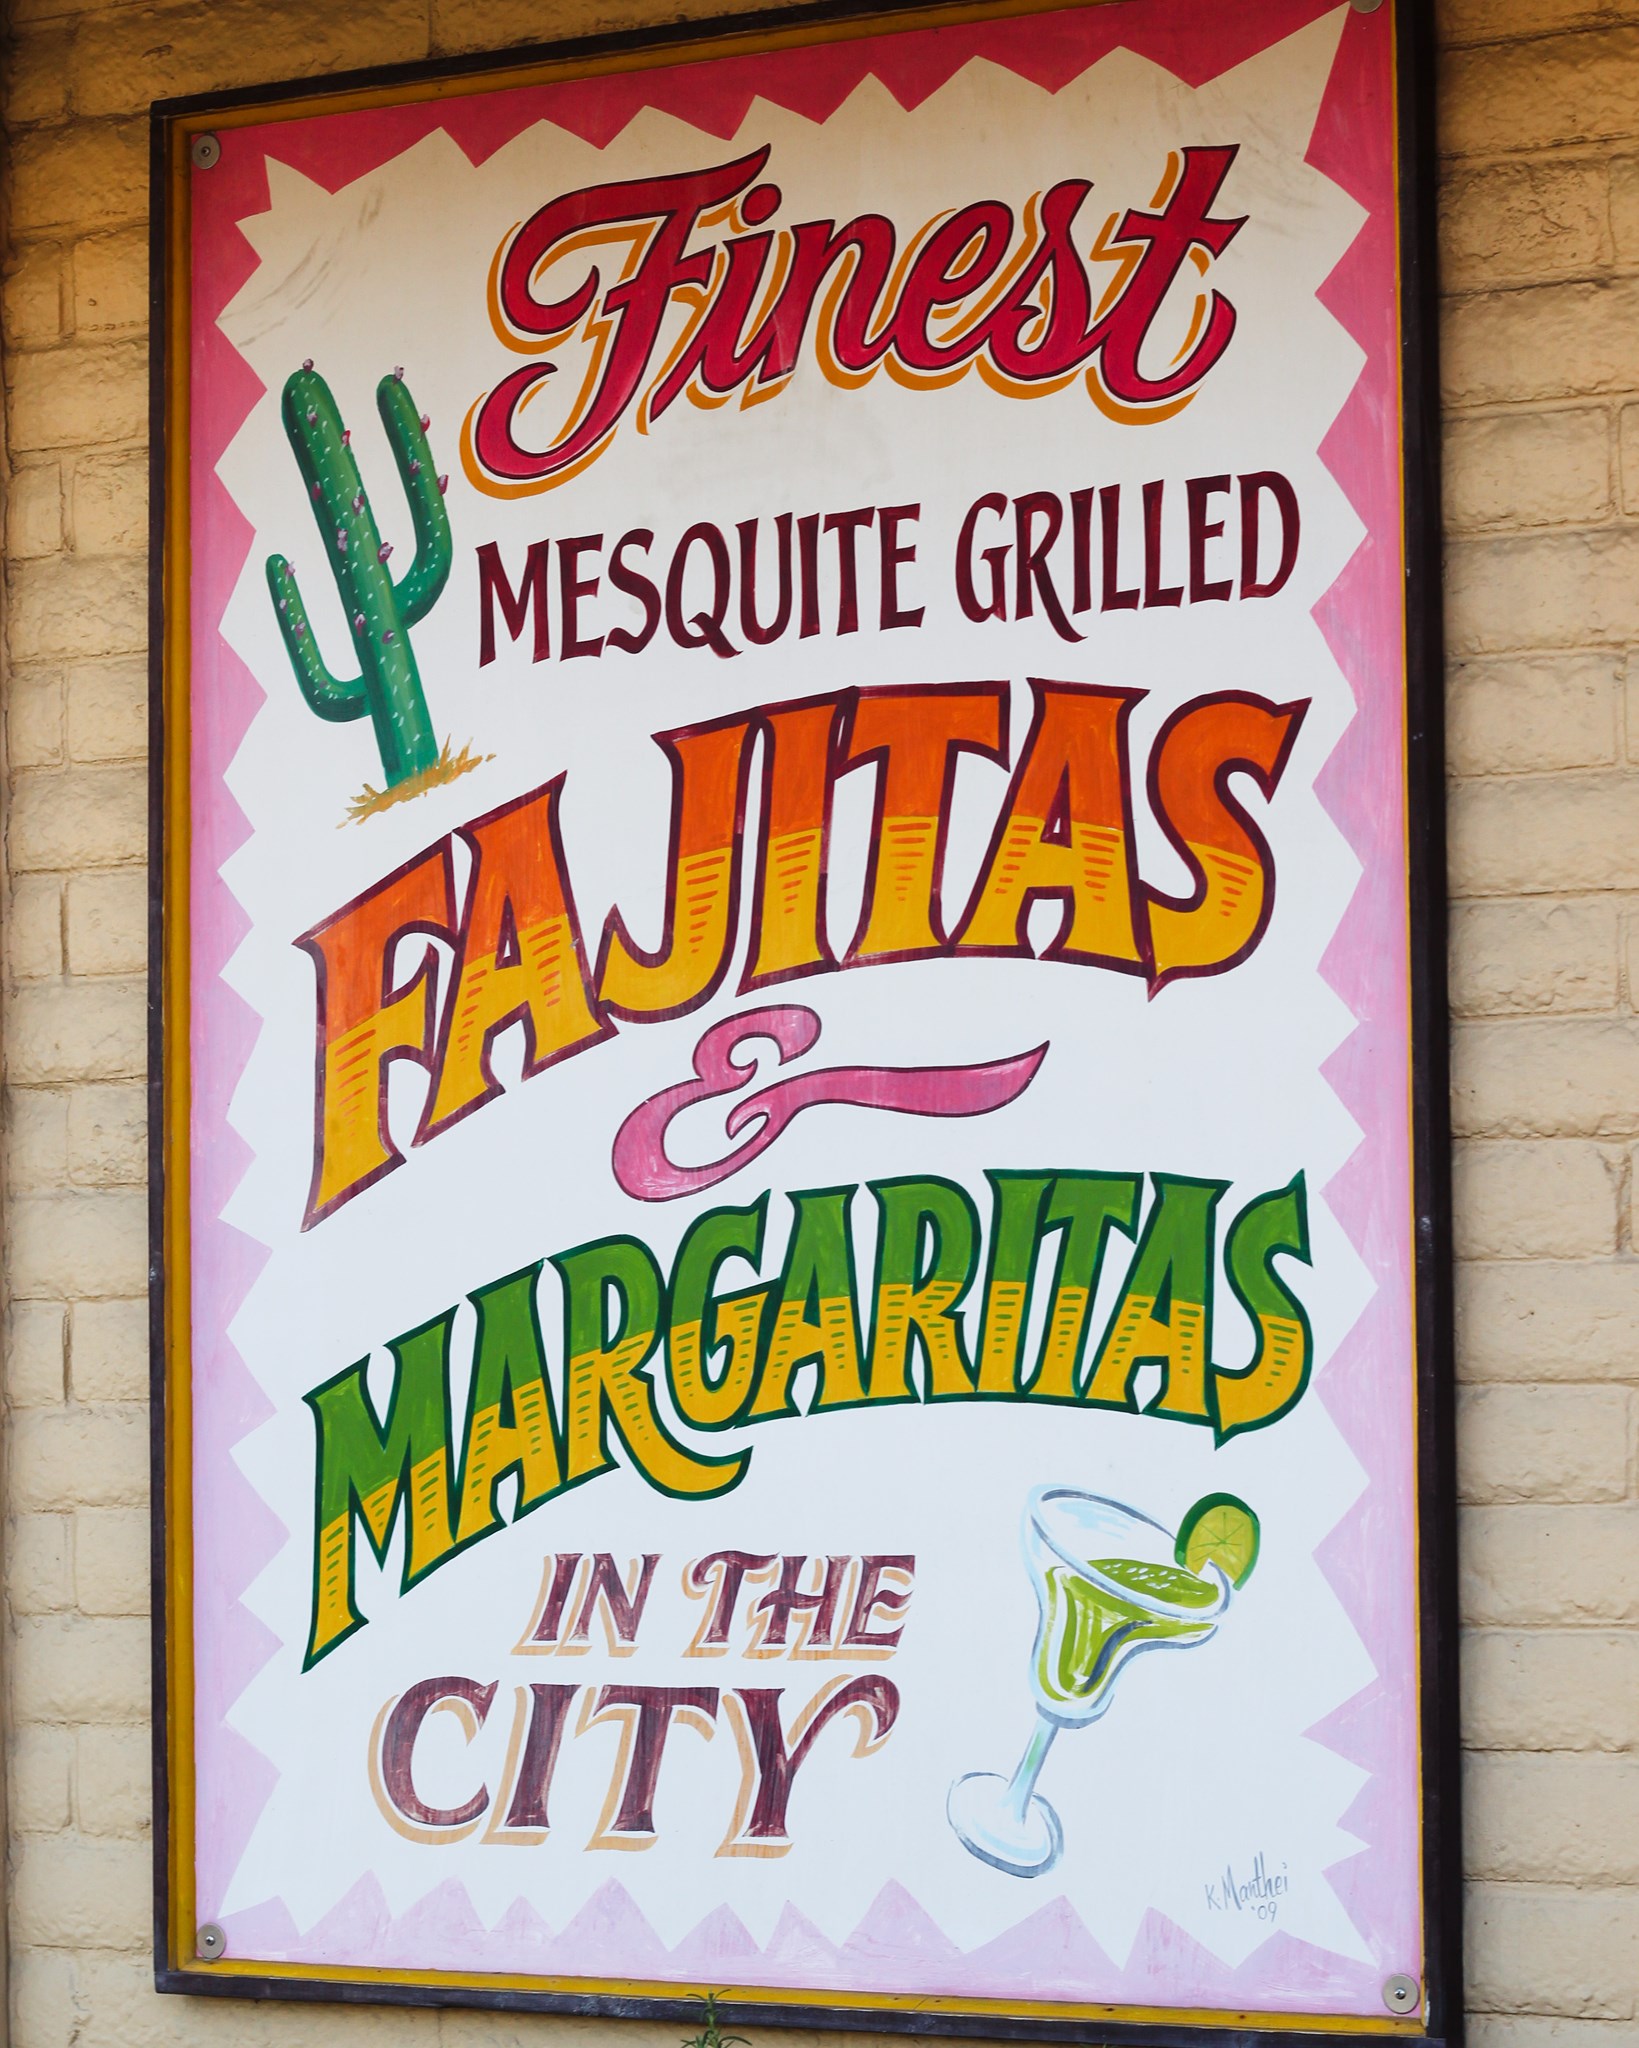 Finest
MESQUITE GRILLED
FAJITAS
&
MARGARITAS
IN THE
CITY
K. Manthei
'09